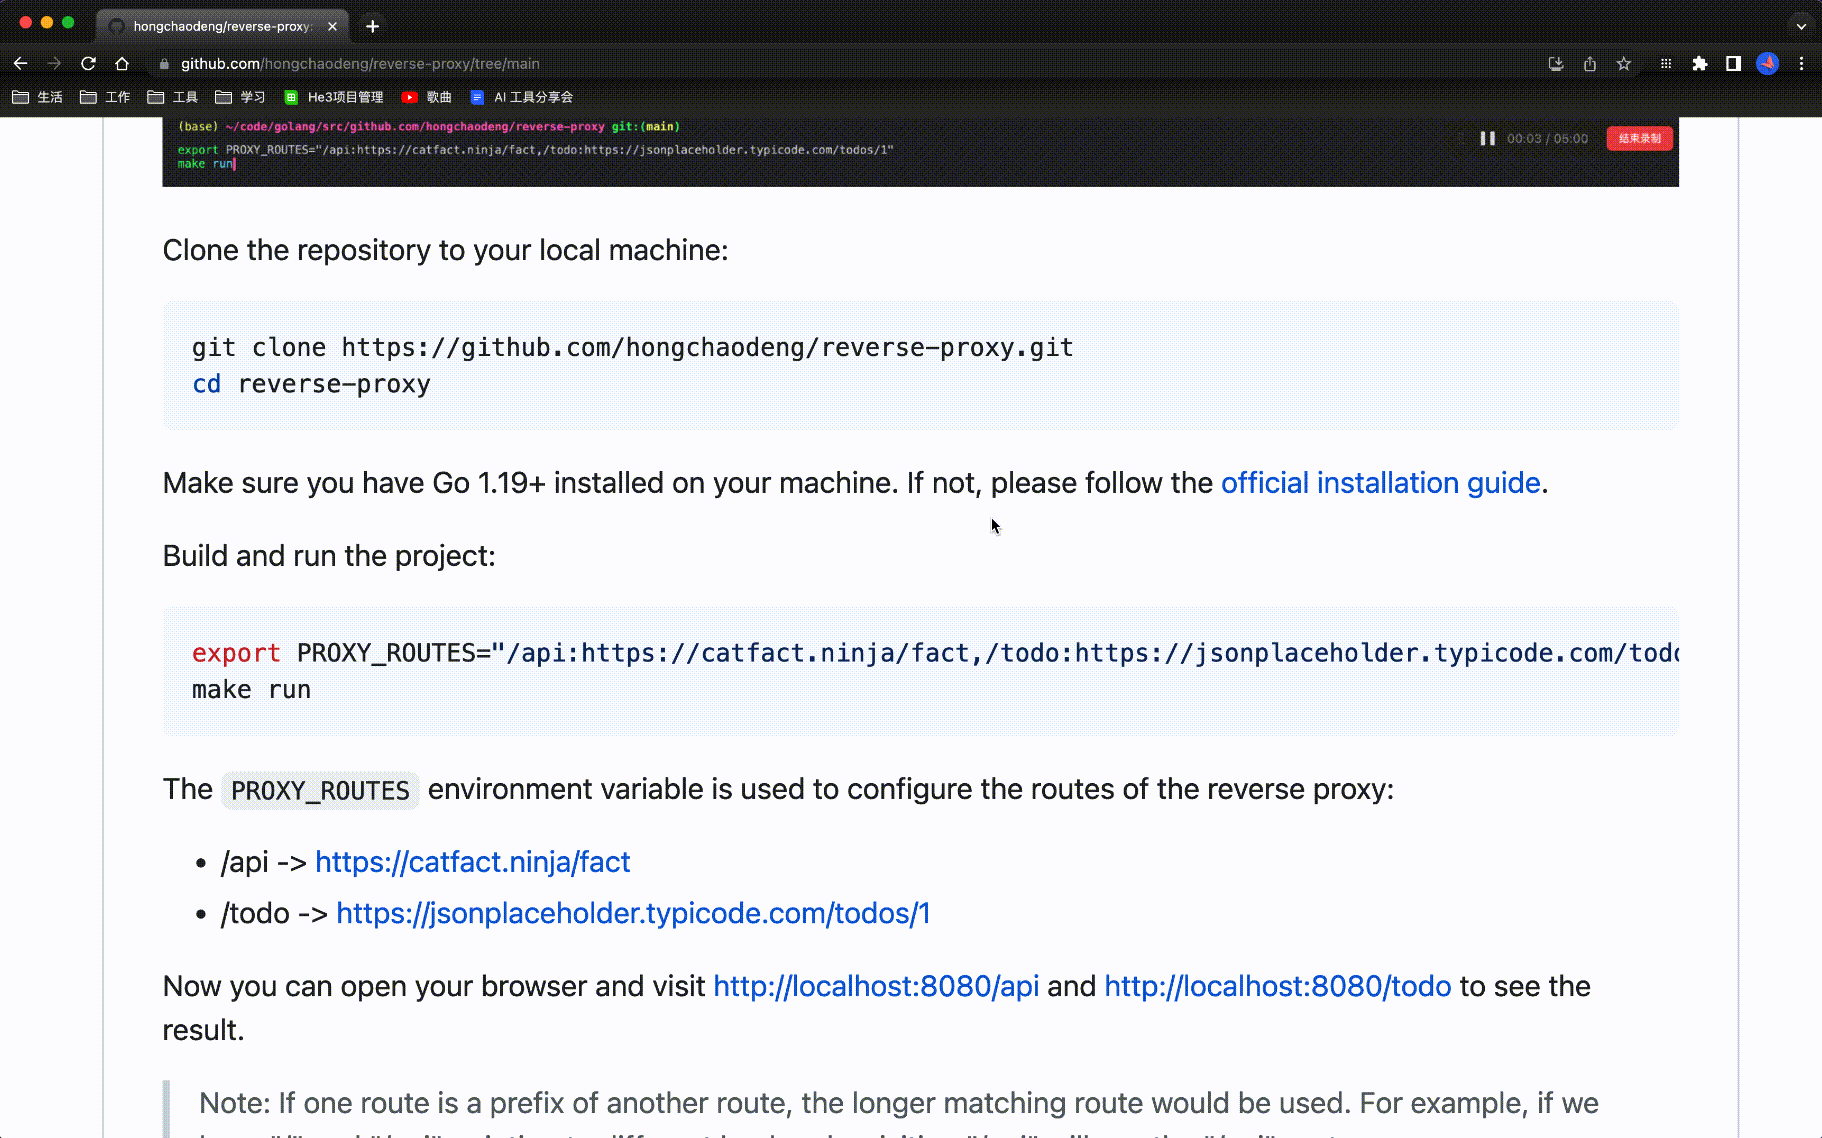 hongchaodeng/reverse-proxy:
github.com/hongchaodeng/reverse-proxy/tree/main
生活 工作 工具 学习 He3项目管理 歌曲 AI 工具分享会
(base) ~/code/golang/src/github.com/hongchaodeng/reverse-proxy git:(main)
00:03 / 05:00 结束录制
export PROXY_ROUTES="/api:https://catfact.ninja/fact,/todo:https://jsonplaceholder.typicode.com/todos/1"
make run
Clone the repository to your local machine:
git clone https://github.com/hongchaodeng/reverse-proxy.git
cd reverse-proxy
Make sure you have Go 1.19+ installed on your machine. If not, please follow the official installation guide.
Build and run the project:
export PROXY_ROUTES="/api:https://catfact.ninja/fact,/todo:https://jsonplaceholder.typicode.com/todo
make run
The PROXY_ROUTES environment variable is used to configure the routes of the reverse proxy:
• /api -> https://catfact.ninja/fact
• /todo -> https://jsonplaceholder.typicode.com/todos/1
Now you can open your browser and visit http://localhost:8080/api and http://localhost:8080/todo to see the
result.
Note: If one route is a prefix of another route, the longer matching route would be used. For example, if we